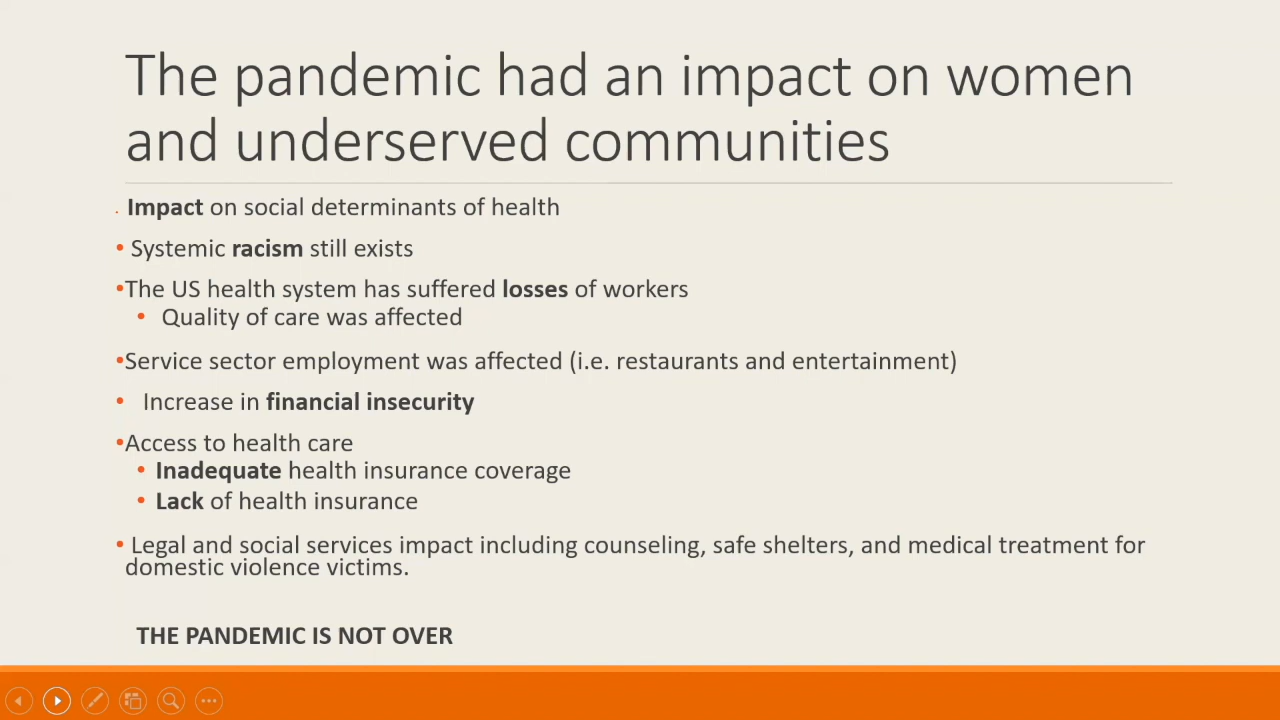 The pandemic had an impact on women
and underserved communities
. Impact on social determinants of health
• Systemic racism still exists
•The US health system has suffered losses of workers
• Quality of care was affected
•Service sector employment was affected (i.e. restaurants and entertainment)
• Increase in financial insecurity
•Access to health care
• Inadequate health insurance coverage
• Lack of health insurance
• Legal and social services impact including counseling, safe shelters, and medical treatment for
domestic violence victims.
THE PANDEMIC IS NOT OVER